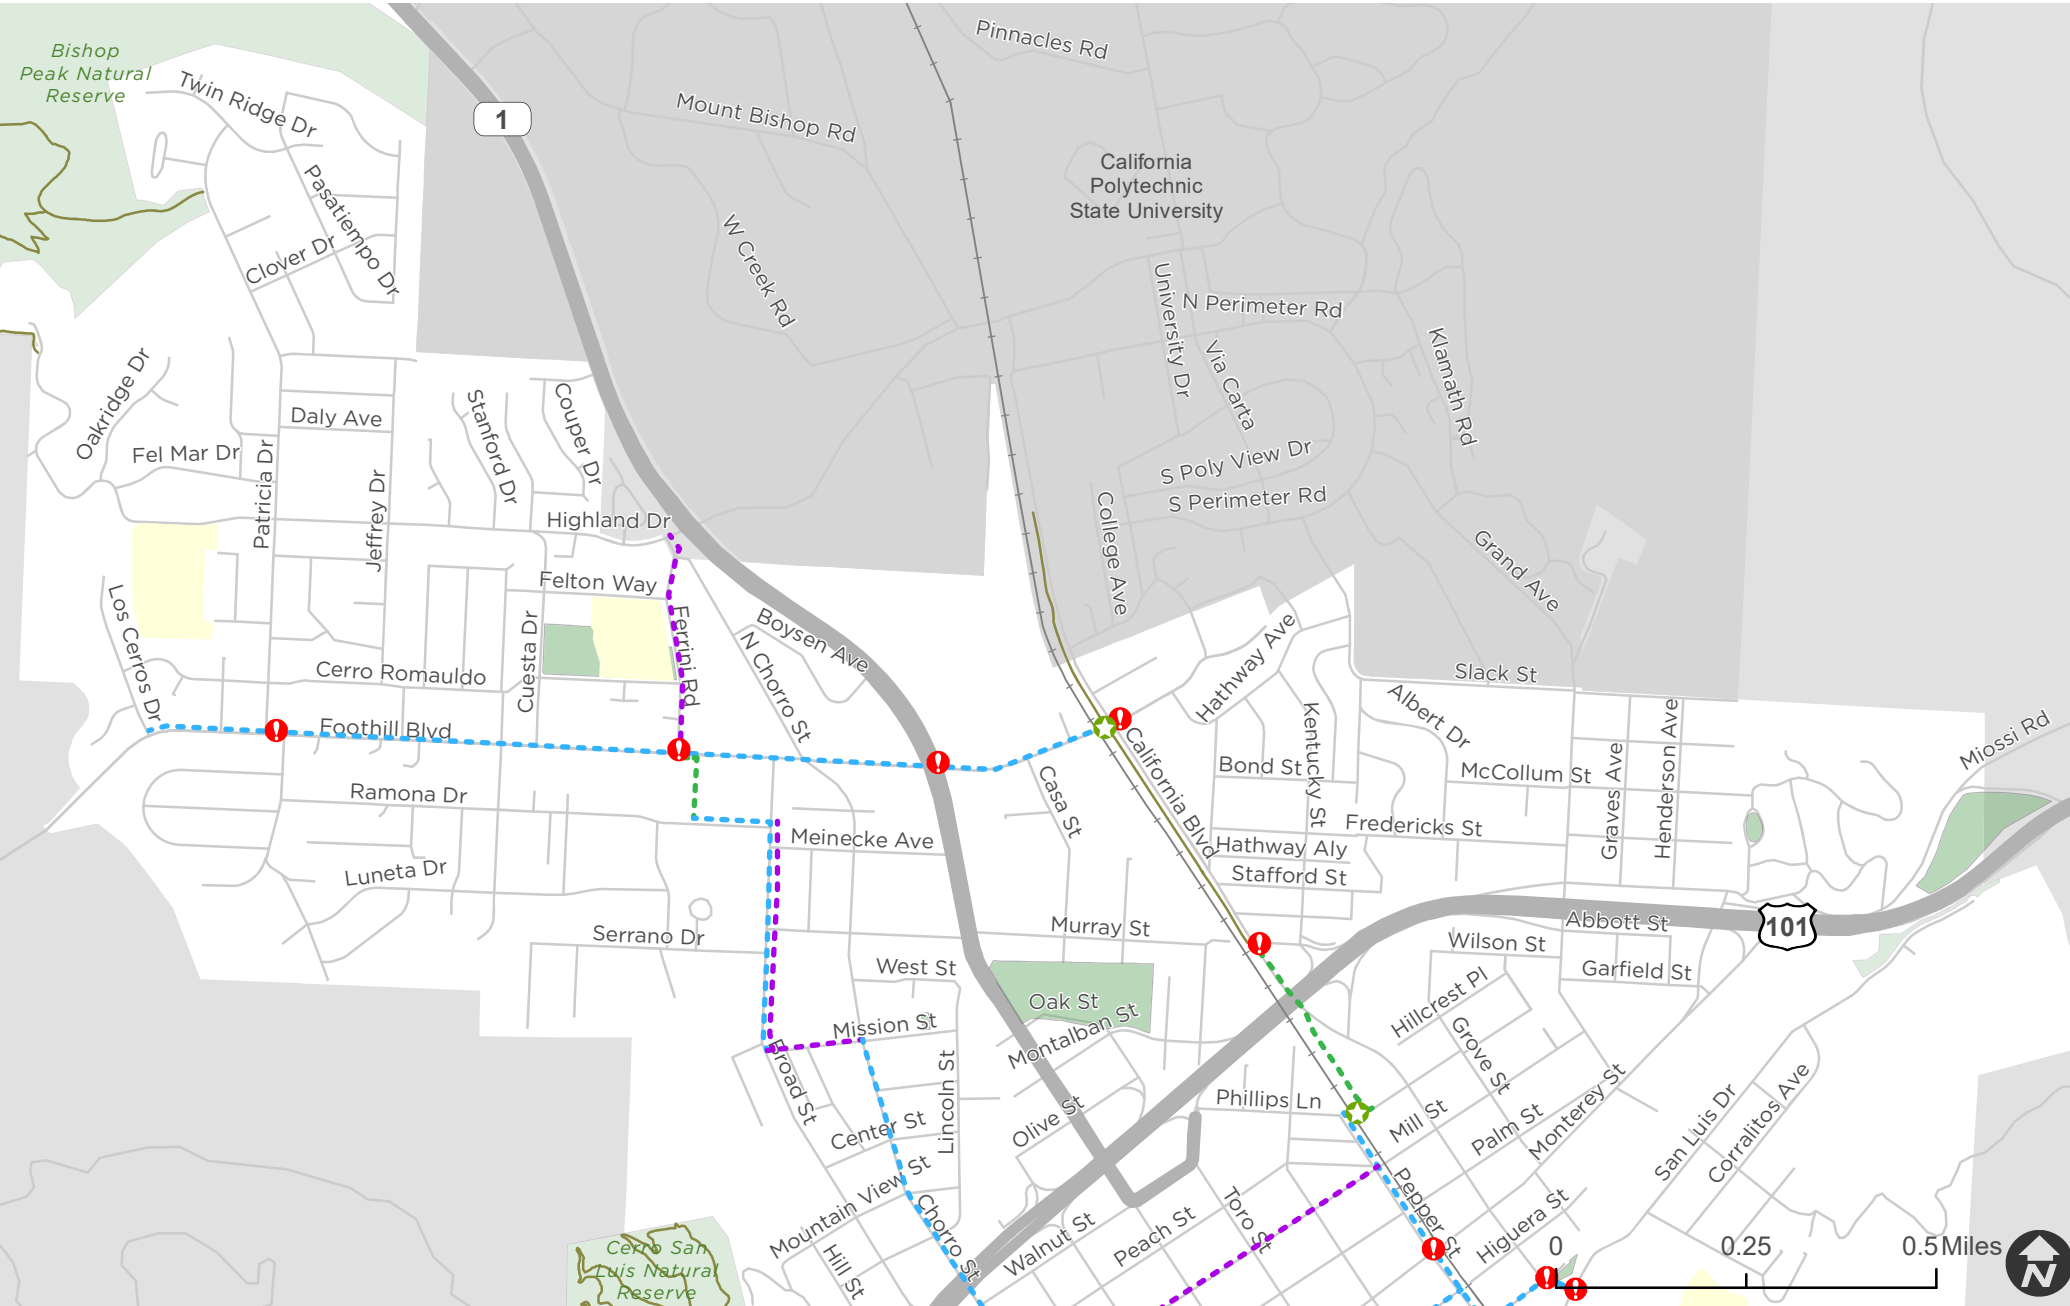 Pinnacles Rd
Bishop
Peak Natural
Reserve
Twin Ridge Dr
1
Mount Bishop Rd
California
Polytechnic
State University
Pasatiempo Dr
Clover Dr
W Creek Rd
University Dr
N Perimeter Rd
Via Carta
Klamath Rd
Oakridge Dr
Daly Ave
Stanford Dr
Couper Dr
Fel Mar Dr
Patricia Dr
Jeffrey Dr
S Poly View Dr
S Perimeter Rd
College Ave
Highland Dr
Grand Ave
Felton Way
Los Cerros Dr
Cuesta Dr
Ferrini Rd
Boysen Ave
N Chorro St
Hathway Ave
Cerro Romauldo
Slack St
Albert Dr
Foothill Blvd
Kentucky St
California Blvd
Graves Ave
Henderson Ave
Miossi Rd
Bond St
McCollum St
Casa St
Ramona Dr
Meinecke Ave
Fredericks St
Hathway Aly
Stafford St
Luneta Dr
Serrano Dr
Murray St
Abbott St
101
Wilson St
West St
Garfield St
Oak St
Hillcrest Pl
Mission St
Montalban St
Grove St
Broad St
Lincoln St
Phillips Ln
Mill St
Palm St
Monterey St
San Luis Dr
Corralitos Ave
Olive St
Center St
Mountain View St
Pepper St
Toro St
Chorro St
Walnut St
Peach St
Higuera St
Hill St
Cerro San
Luis Natural
Reserve
0
0.25
0.5 Miles
N